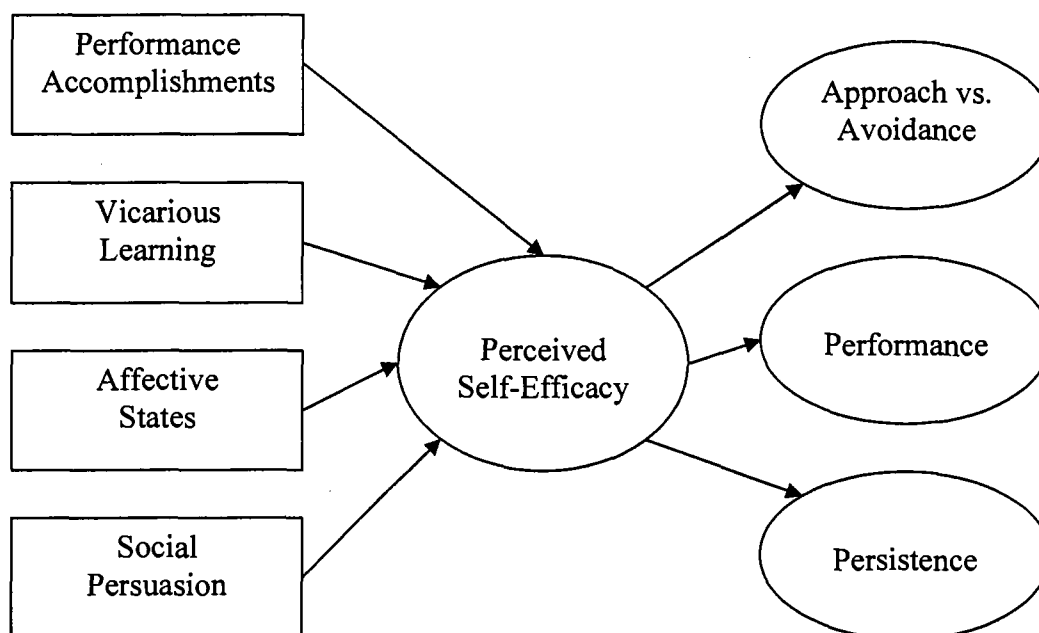 Performance
Accomplishments
Vicarious
Learning
Affective
States
Social
Persuasion
Perceived
Self-Efficacy
Approach vs.
Avoidance
Performance
Persistence